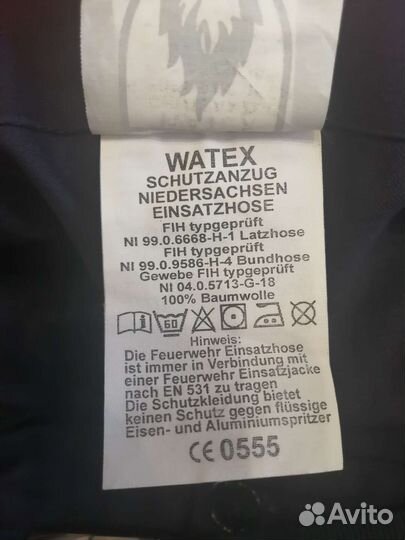 WATEX
SCHUTZANZUG
NIEDERSACHSEN
EINSATZHOSE
FIH typgeprüft
NI 99.0.6668-H-1 Latzhose
FIH typgeprüft
NI 99.0.9586-H-4 Bundhose
Gewebe FIH typgeprüft
NI 04.0.5713-G-18
100% Baumwolle
60
Hinweis:
Die Feuerwehr Einsatzhose
ist immer in Verbindung mit
einer Feuerwehr Einsatzjacke
nach EN 531 zu tragen
Die Schutzkleidung bietet
keinen Schutz gegen flüssige
Eisen- und Aluminiumspritzer
CE 0555
Avito